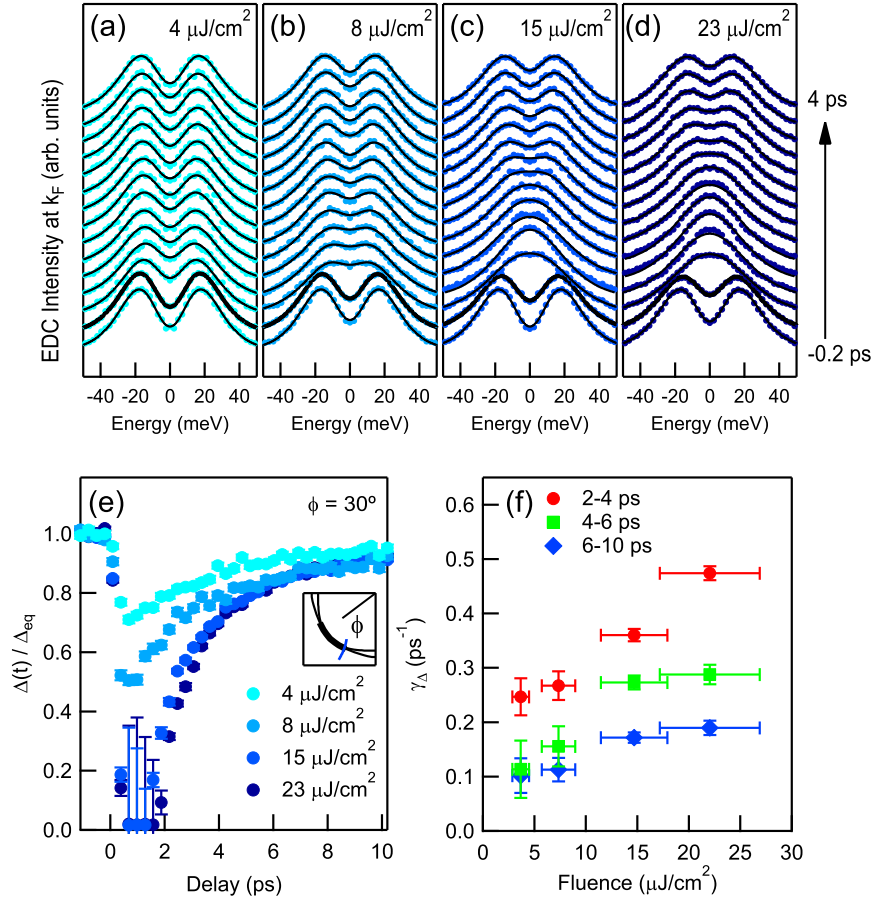 (a) 4 μJ/cm²
(b) 8 μJ/cm²
(c) 15 μJ/cm²
(d) 23 μJ/cm²
EDC Intensity at k_F (arb. units)
4 ps
-0.2 ps
-40 -20 0 20 40
-40 -20 0 20 40
-40 -20 0 20 40
-40 -20 0 20 40
Energy (meV)
Energy (meV)
Energy (meV)
Energy (meV)
(e)
ϕ = 30º
1.0
0.8
0.6
0.4
0.2
0.0
Δ(t) / Δ_eq
ϕ
4 μJ/cm²
8 μJ/cm²
15 μJ/cm²
23 μJ/cm²
0 2 4 6 8 10
Delay (ps)
(f)
2-4 ps
4-6 ps
6-10 ps
0.6
0.5
0.4
0.3
0.2
0.1
0.0
γ_Δ (ps⁻¹)
0 5 10 15 20 25 30
Fluence (μJ/cm²)